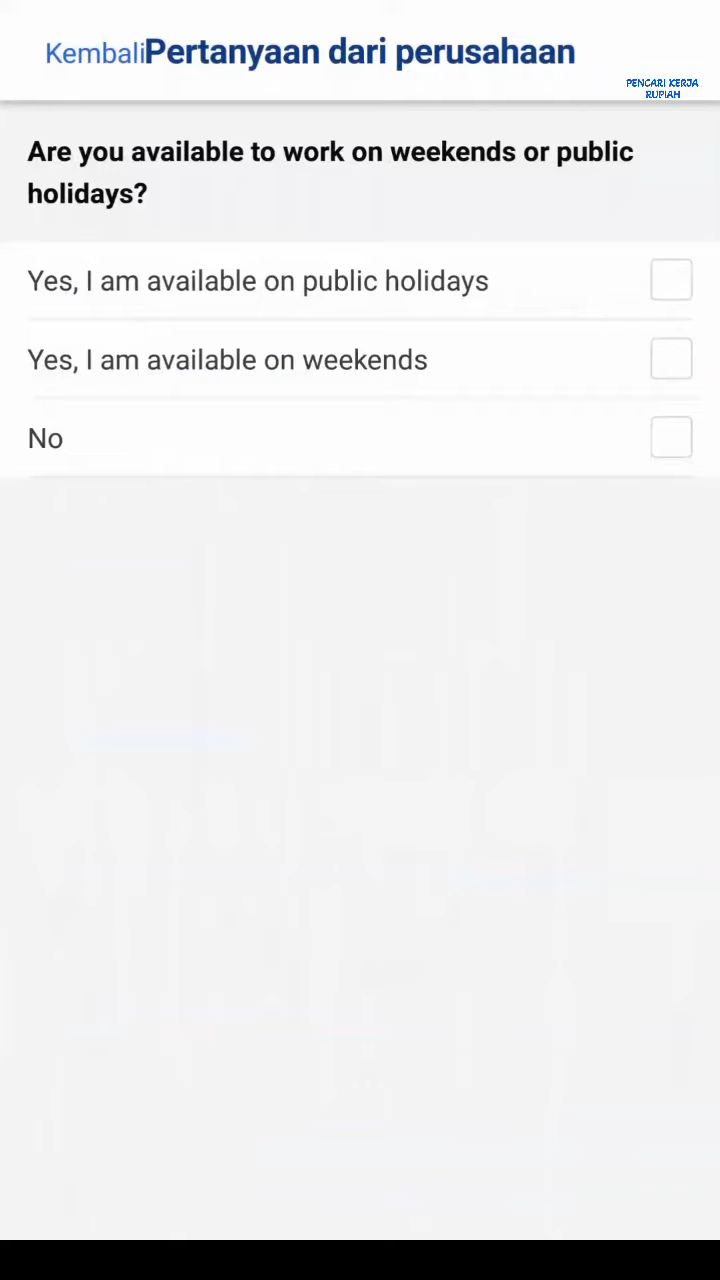 Kembali Pertanyaan dari perusahaan
PENCARI KERJA
RUPIAH
Are you available to work on weekends or public
holidays?
Yes, I am available on public holidays
Yes, I am available on weekends
No